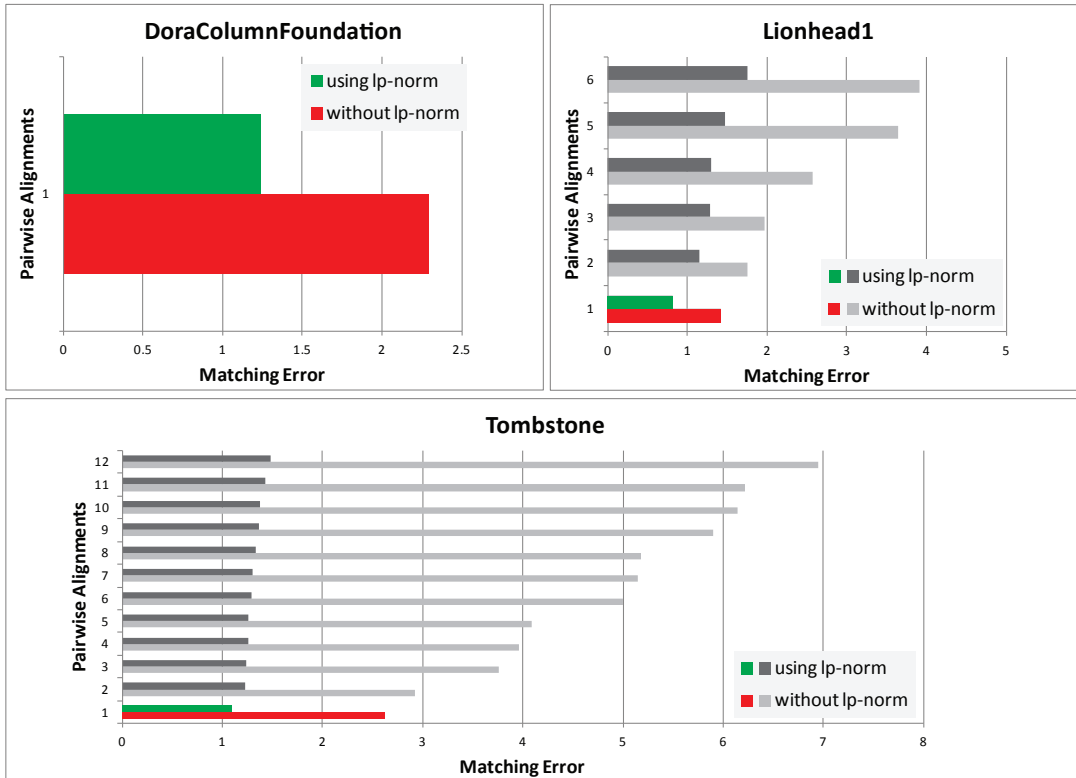 DoraColumnFoundation
using lp-norm
without lp-norm
Pairwise Alignments
1
0 0.5 1 1.5 2 2.5
Matching Error
Lionhead1
Pairwise Alignments
6
5
4
3
2
1
using lp-norm
without lp-norm
0 1 2 3 4 5
Matching Error
Tombstone
Pairwise Alignments
12
11
10
9
8
7
6
5
4
3
2
1
using lp-norm
without lp-norm
0 1 2 3 4 5 6 7 8
Matching Error